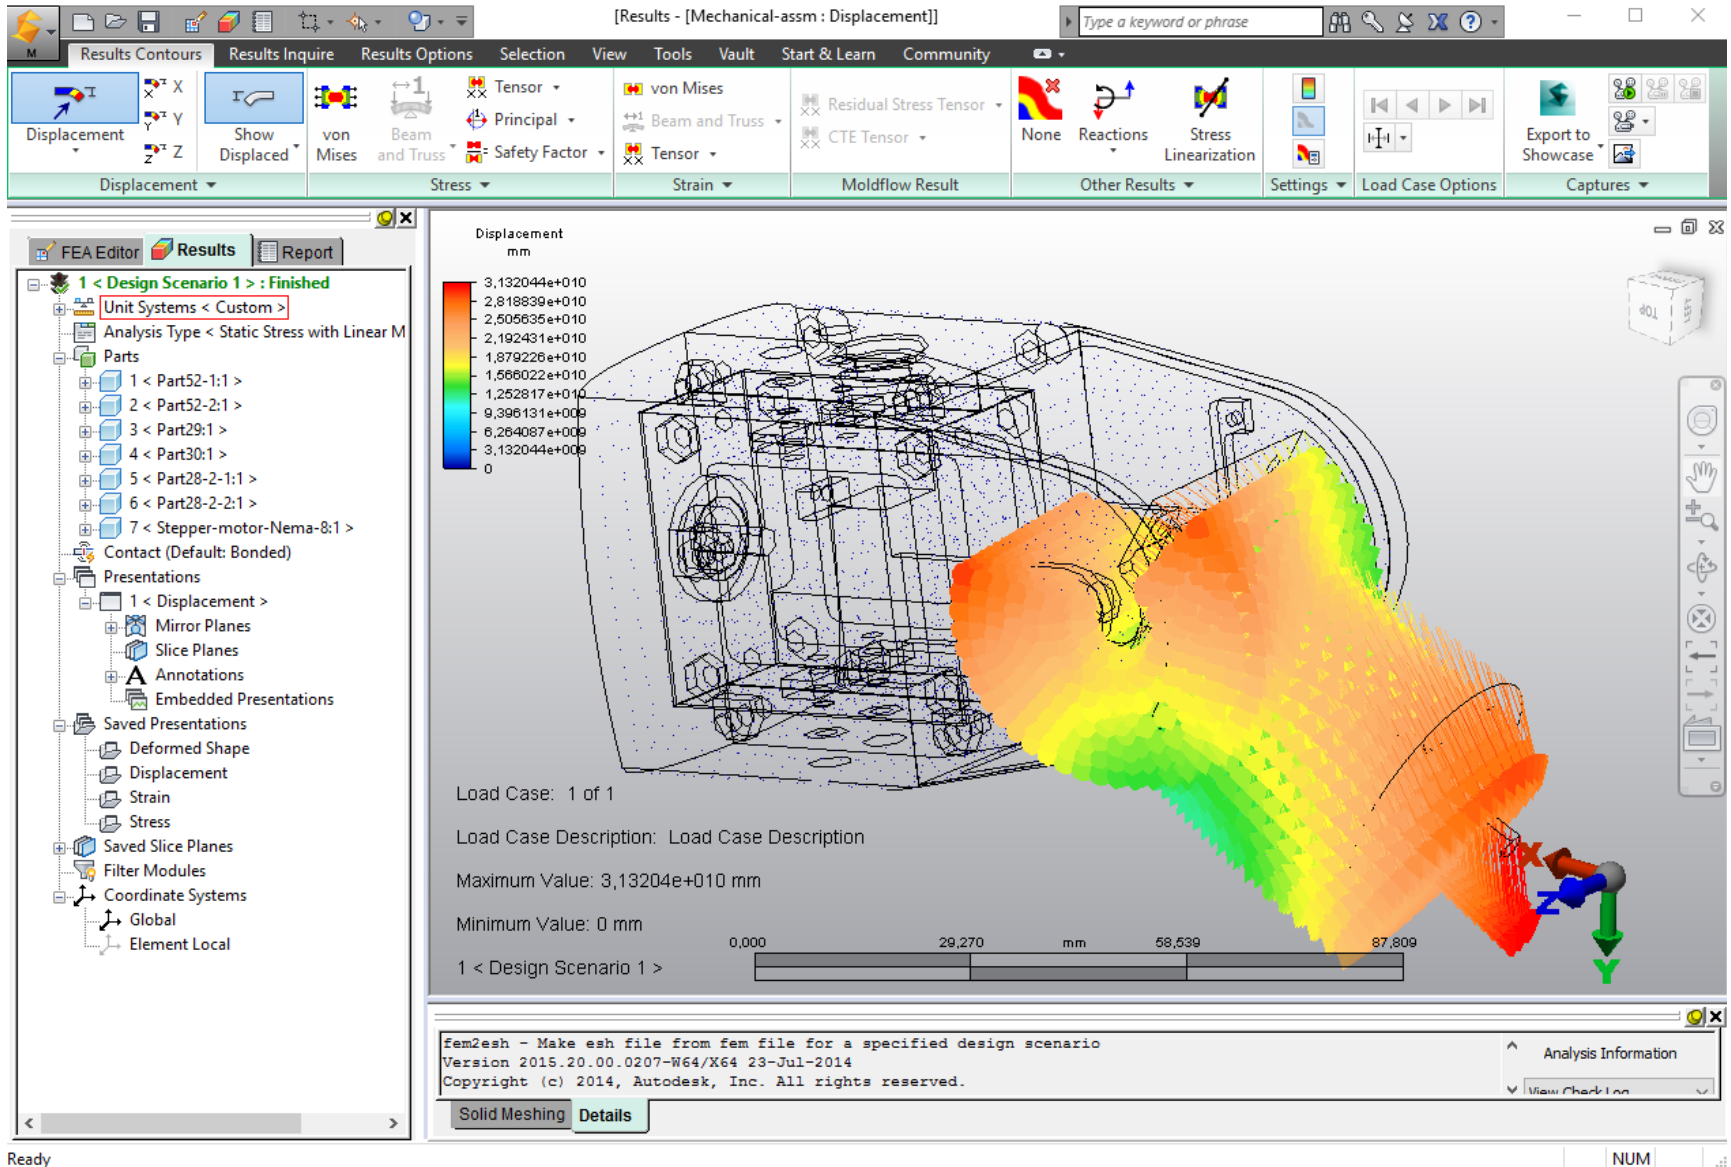 [Results - [Mechanical-assm : Displacement]]
Type a keyword or phrase
M
Results Contours Results Inquire Results Options Selection View Tools Vault Start & Learn Community
Displacement
X
Y
Z
Show Displaced
Displacement
von Mises
Beam and Truss
Tensor
Principal
Safety Factor
Stress
von Mises
Beam and Truss
Tensor
Strain
Residual Stress Tensor
CTE Tensor
Moldflow Result
None
Reactions
Stress Linearization
Other Results
Settings
Load Case Options
Export to Showcase
Captures
FEA Editor Results Report
1 < Design Scenario 1 > : Finished
Unit Systems < Custom >
Analysis Type < Static Stress with Linear M
Parts
1 < Part52-1:1 >
2 < Part52-2:1 >
3 < Part29:1 >
4 < Part30:1 >
5 < Part28-2-1:1 >
6 < Part28-2-2:1 >
7 < Stepper-motor-Nema-8:1 >
Contact (Default: Bonded)
Presentations
1 < Displacement >
Mirror Planes
Slice Planes
Annotations
Embedded Presentations
Saved Presentations
Deformed Shape
Displacement
Strain
Stress
Saved Slice Planes
Filter Modules
Coordinate Systems
Global
Element Local
Displacement
mm
3,132044e+010
2,818839e+010
2,505635e+010
2,192431e+010
1,879226e+010
1,566022e+010
1,252817e+010
9,396131e+009
6,264087e+009
3,132044e+009
0
TOP
LEFT
Load Case: 1 of 1
Load Case Description: Load Case Description
Maximum Value: 3,13204e+010 mm
Minimum Value: 0 mm
1 < Design Scenario 1 >
0,000 29,270 mm 58,539 87,809
X
Z
Y
fem2esh - Make esh file from fem file for a specified design scenario
Version 2015.20.00.0207-W64/X64 23-Jul-2014
Copyright (c) 2014, Autodesk, Inc. All rights reserved.
Analysis Information
View Check Log
Solid Meshing Details
Ready
NUM